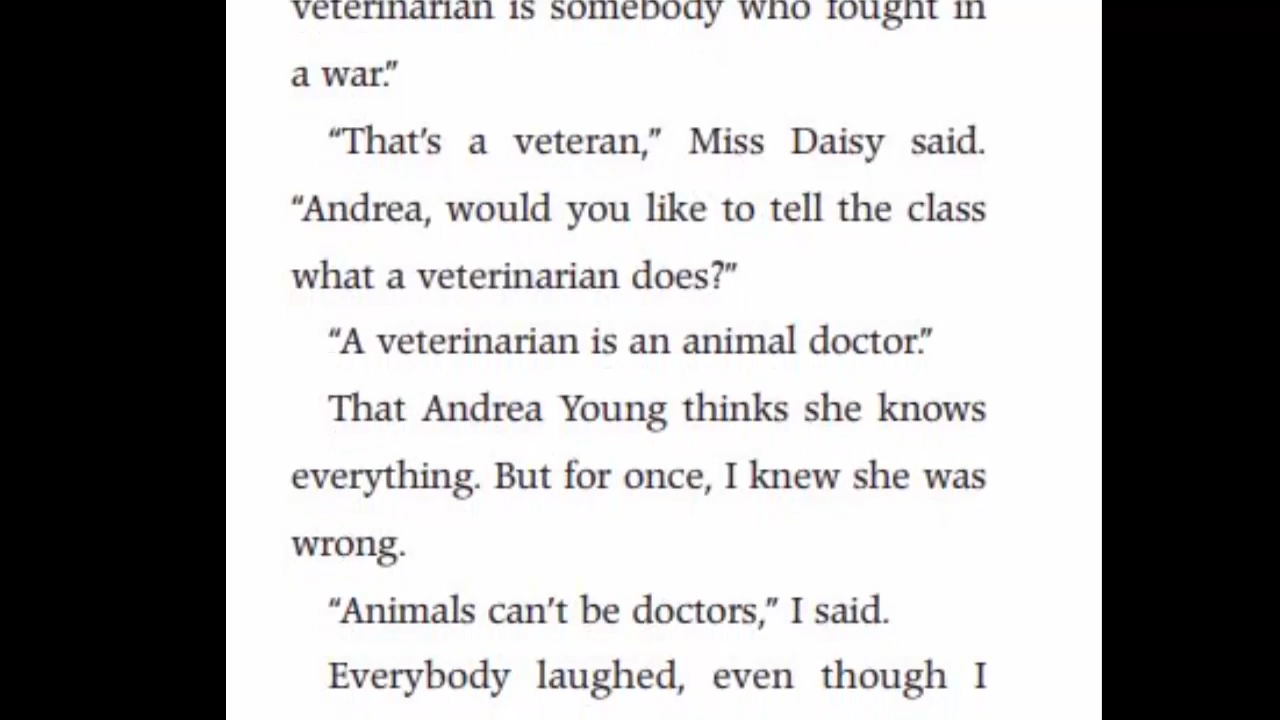 veterinarian is somebody who fought in
a war.”
“That’s a veteran,” Miss Daisy said.
“Andrea, would you like to tell the class
what a veterinarian does?”
“A veterinarian is an animal doctor.”
That Andrea Young thinks she knows
everything. But for once, I knew she was
wrong.
“Animals can’t be doctors,” I said.
Everybody laughed, even though I